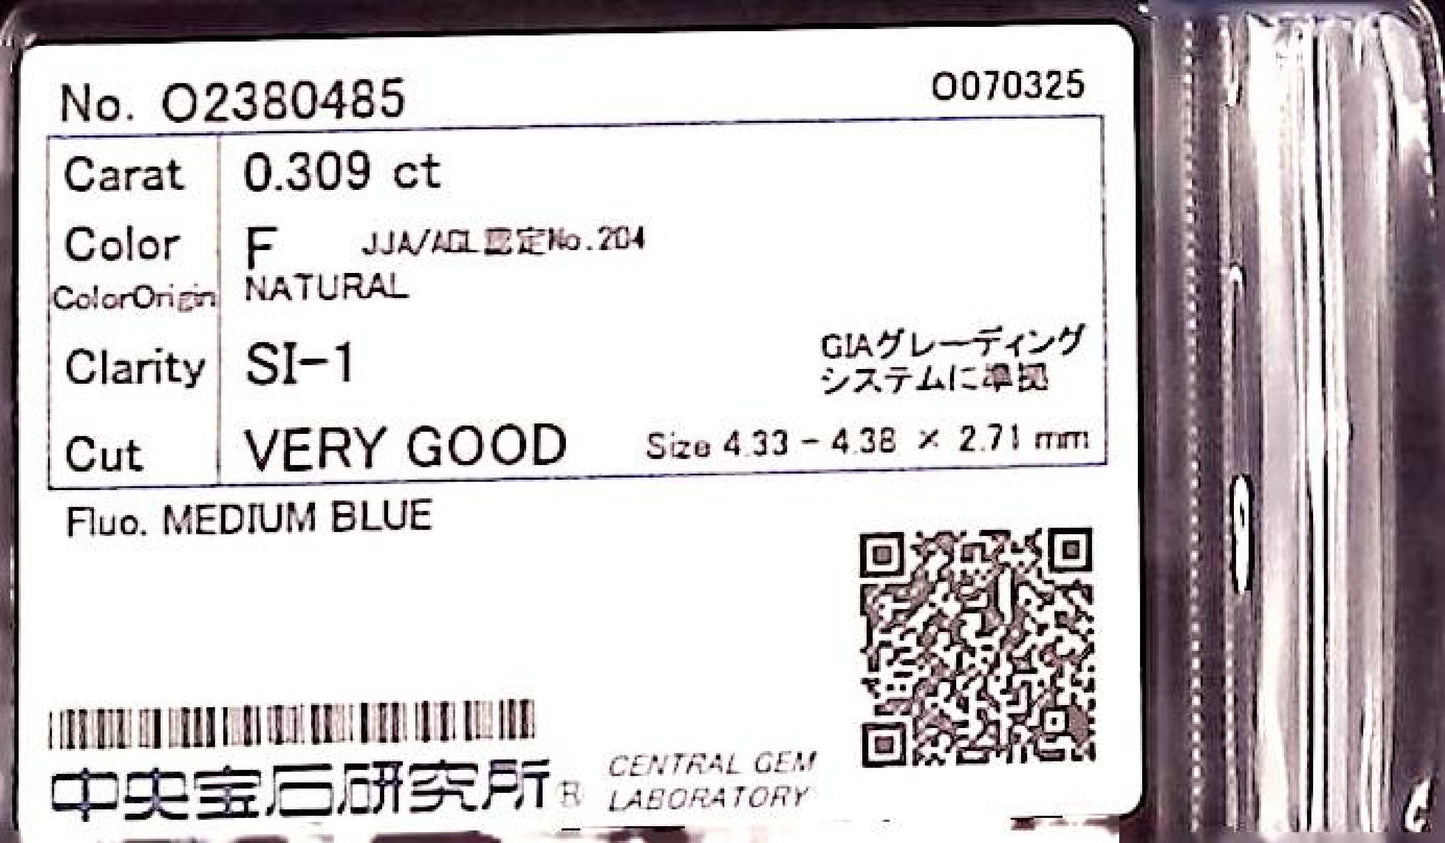 No. O2380485
O070325
Carat 0.309 ct
Color F JJA/AGL認定No.204
ColorOrigin NATURAL
Clarity SI-1
GIAグレーディング
システムに準拠
Cut VERY GOOD Size 4.33 - 4.38 × 2.71 mm
Fluo. MEDIUM BLUE
中央宝石研究所® CENTRAL GEM
LABORATORY